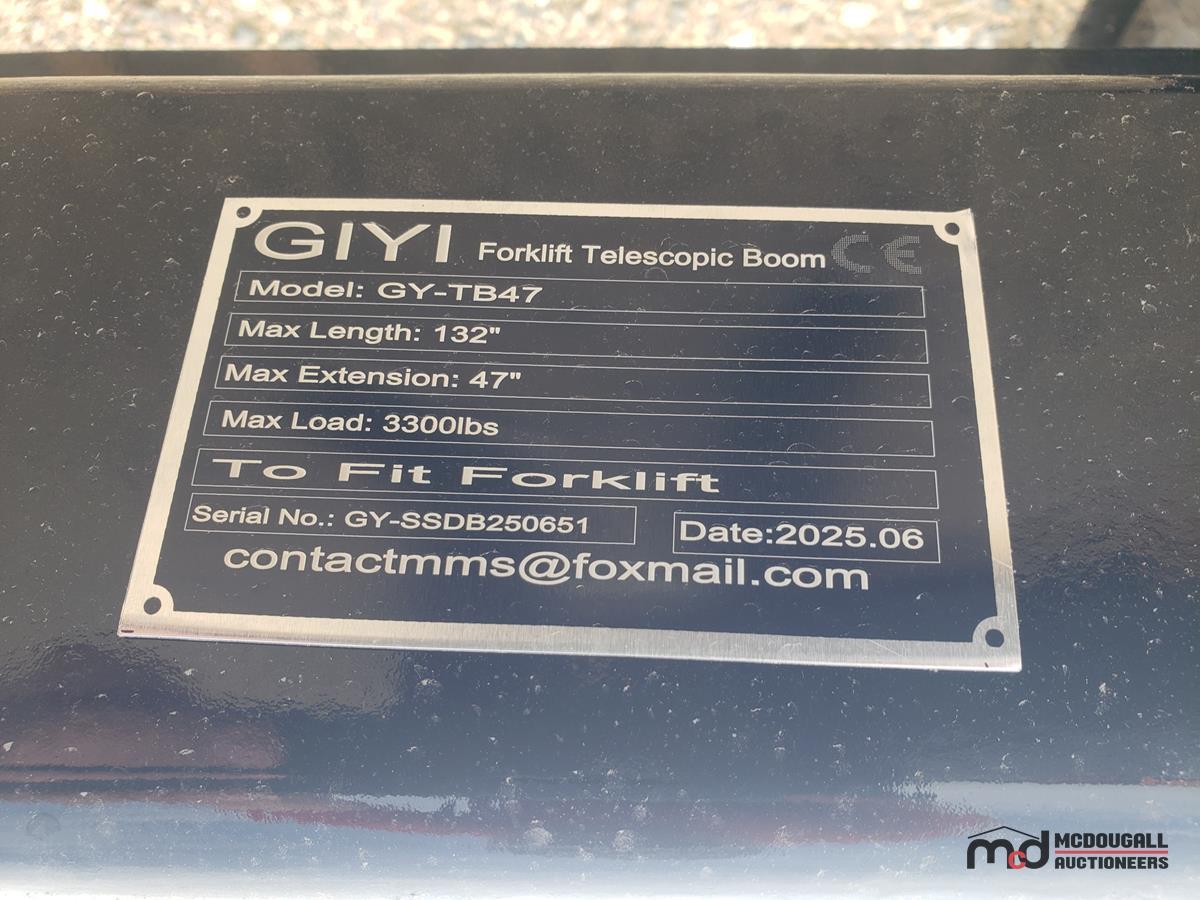 GIYI Forklift Telescopic Boom CE
Model: GY-TB47
Max Length: 132"
Max Extension: 47"
Max Load: 3300lbs
To Fit Forklift
Serial No.: GY-SSDB250651 Date:2025.06
contactmms@foxmail.com
mcd MCDOUGALL
AUCTIONEERS